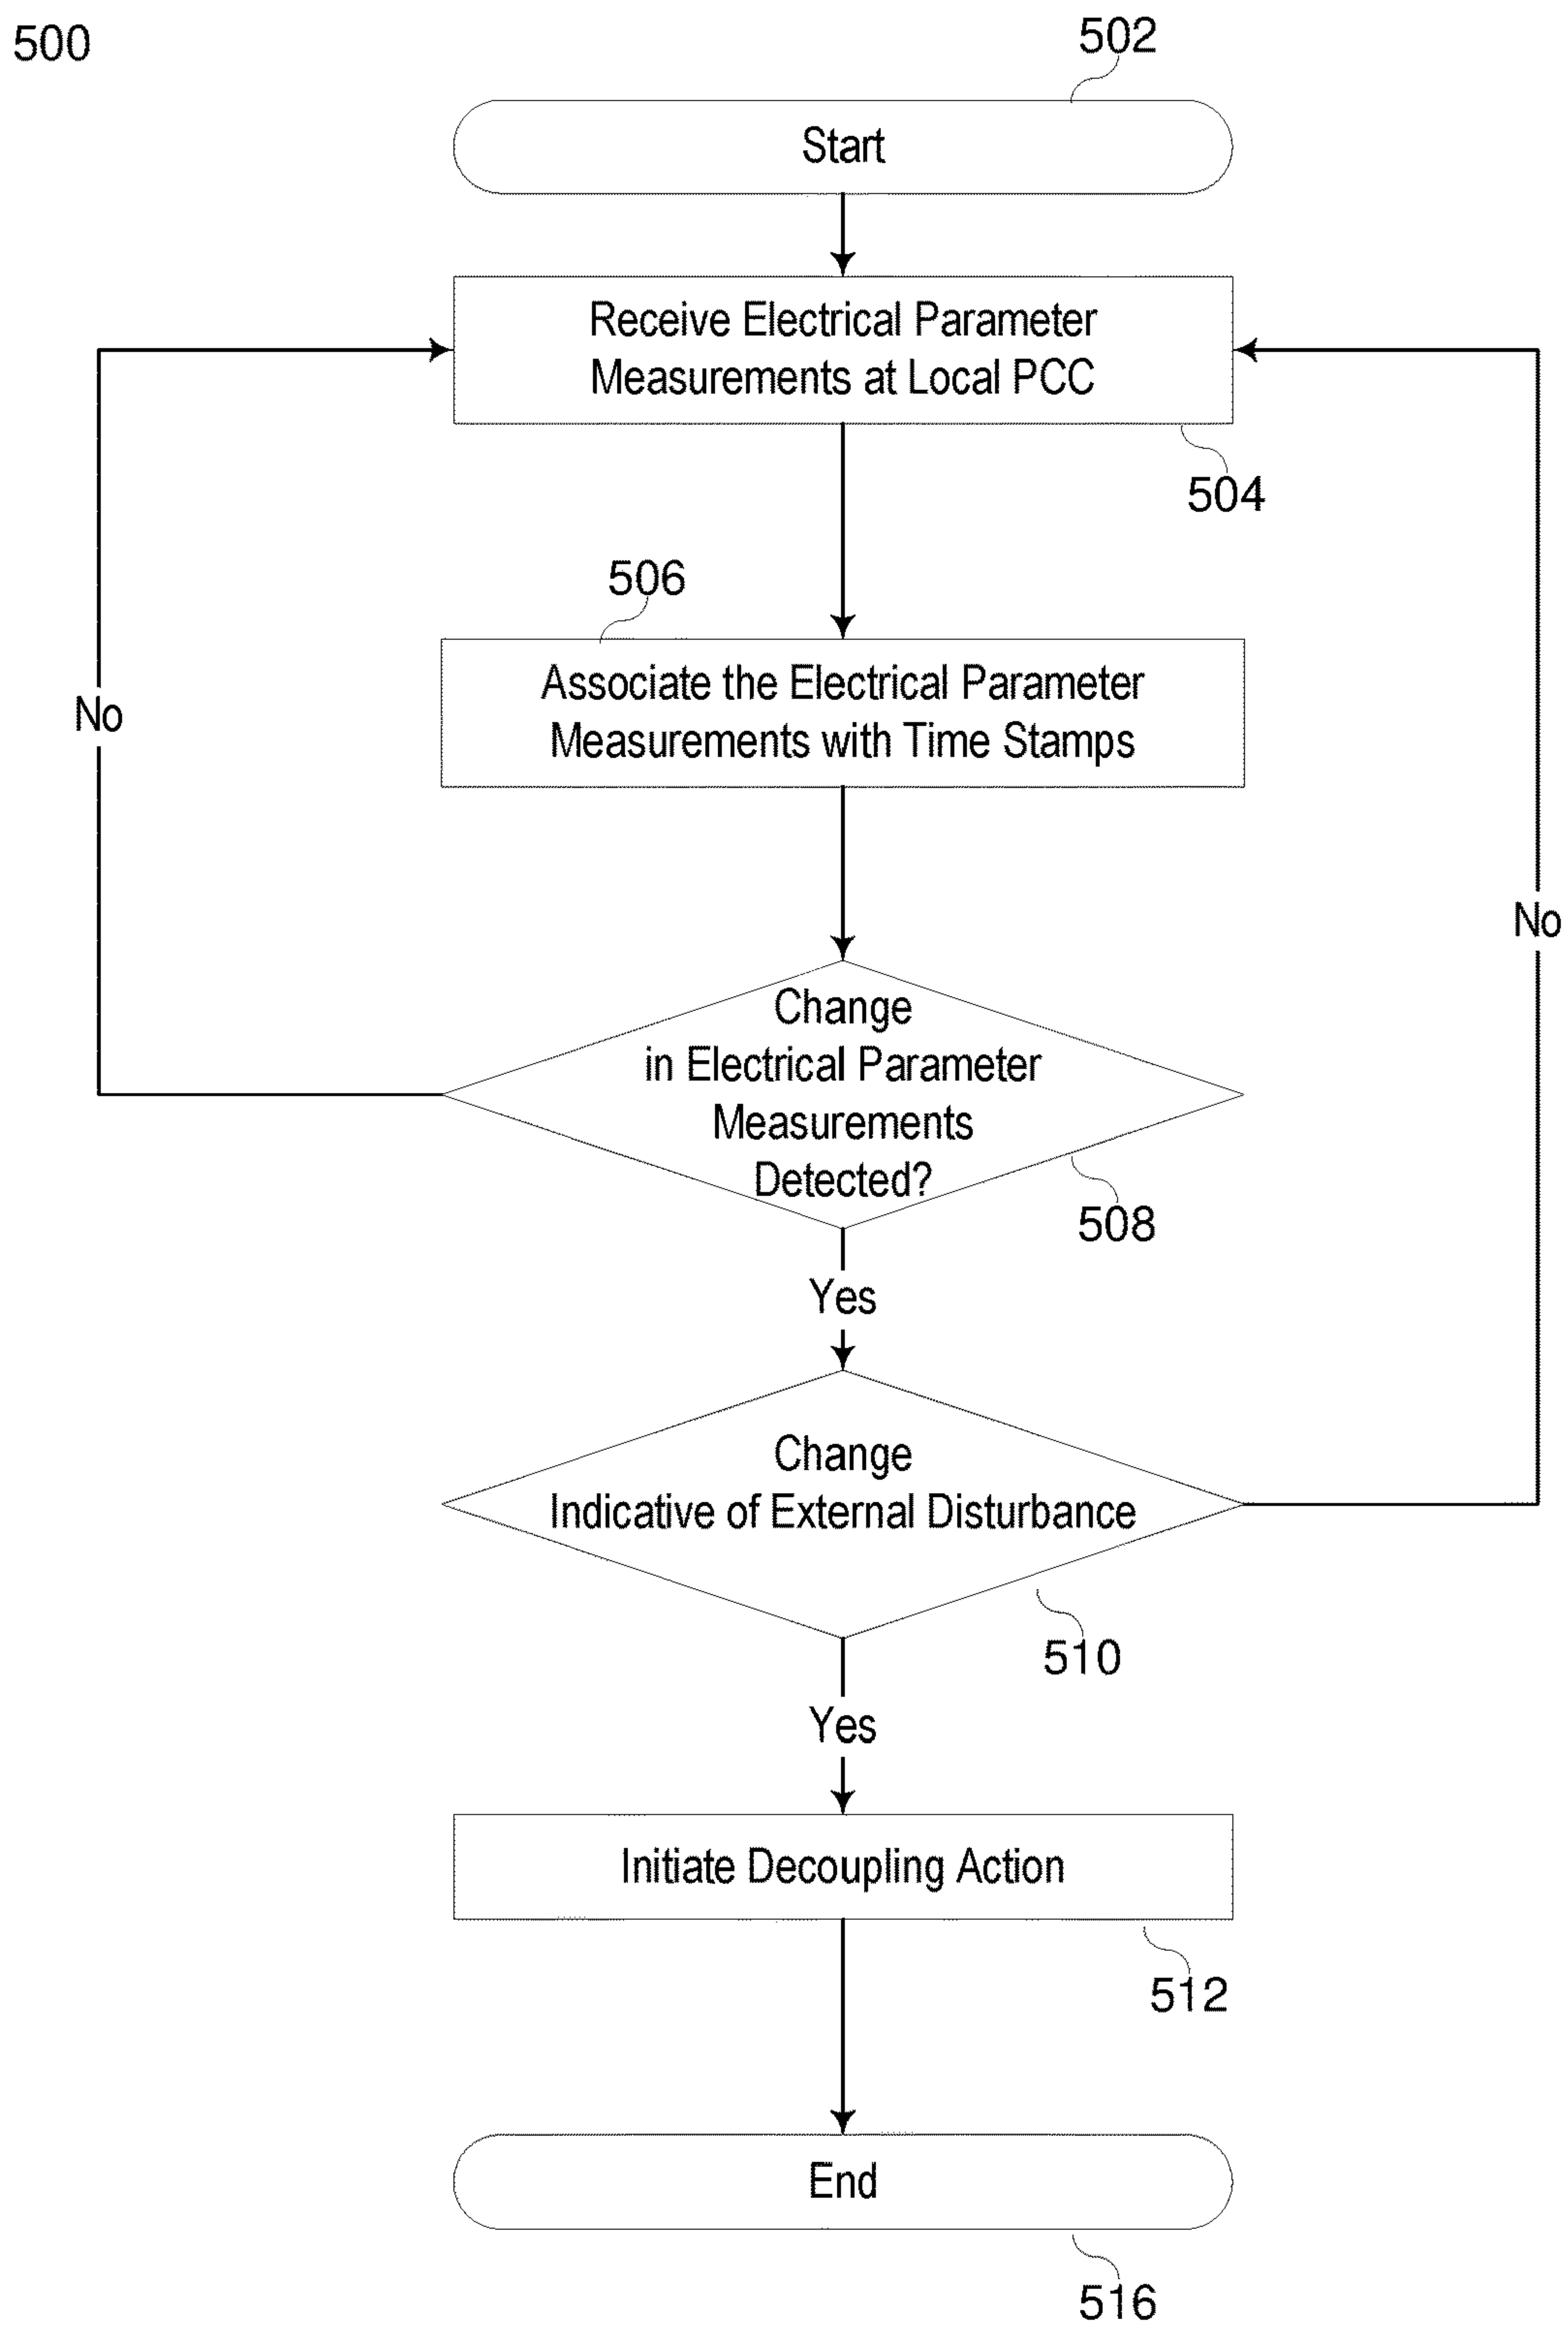 500
502
Start
Receive Electrical Parameter
Measurements at Local PCC
504
506
Associate the Electrical Parameter
Measurements with Time Stamps
No
No
Change
in Electrical Parameter
Measurements
Detected?
508
Yes
Change
Indicative of External Disturbance
510
Yes
Initiate Decoupling Action
512
End
516